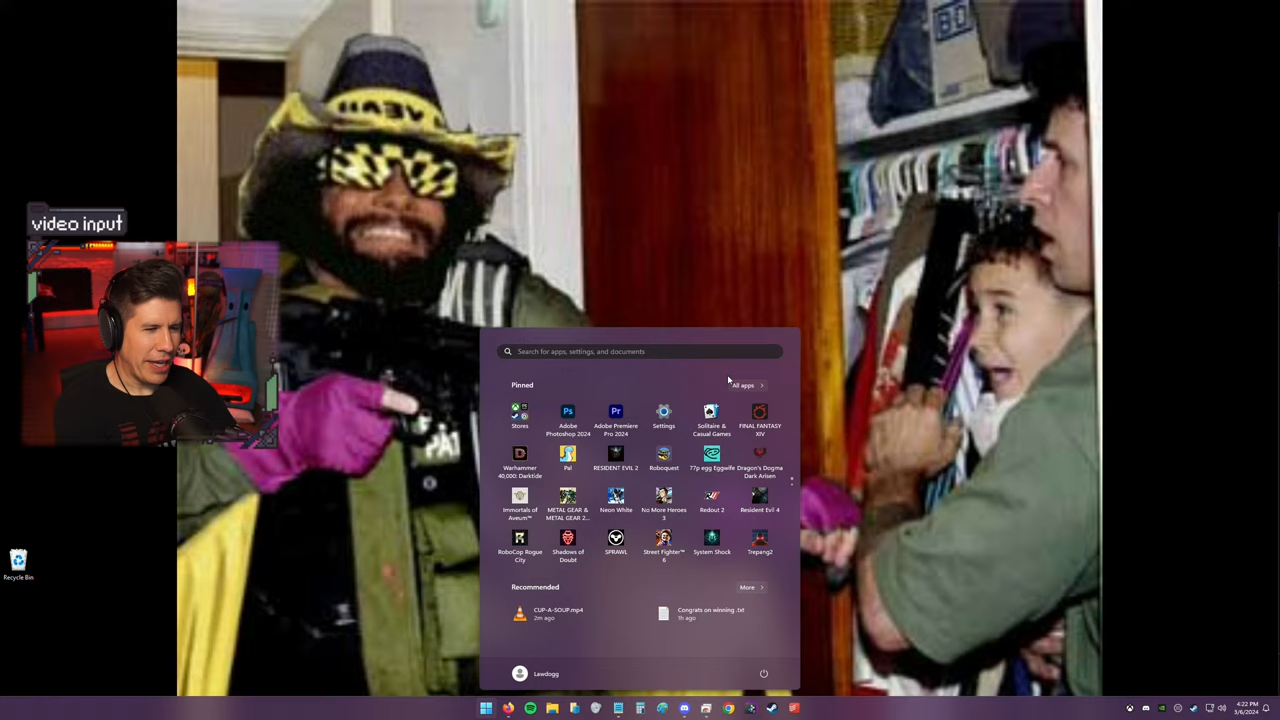 BO
YEAH
video input
Search for apps, settings, and documents
Pinned
All apps
Stores
Adobe Photoshop 2024
Adobe Premiere Pro 2024
Settings
Solitaire & Casual Games
FINAL FANTASY XIV
Warhammer 40,000: Darktide
Pal
RESIDENT EVIL 2
Roboquest
77p egg Eggwife
Dragon's Dogma Dark Arisen
Immortals of Aveum™
METAL GEAR & METAL GEAR 2...
Neon White
No More Heroes 3
Redout 2
Resident Evil 4
RoboCop Rogue City
Shadows of Doubt
SPRAWL
Street Fighter™ 6
System Shock
Trepang2
Recommended
More
CUP-A-SOUP.mp4
2m ago
Congrats on winning .txt
1h ago
Lawdogg
Recycle Bin
4:22 PM
3/6/2024